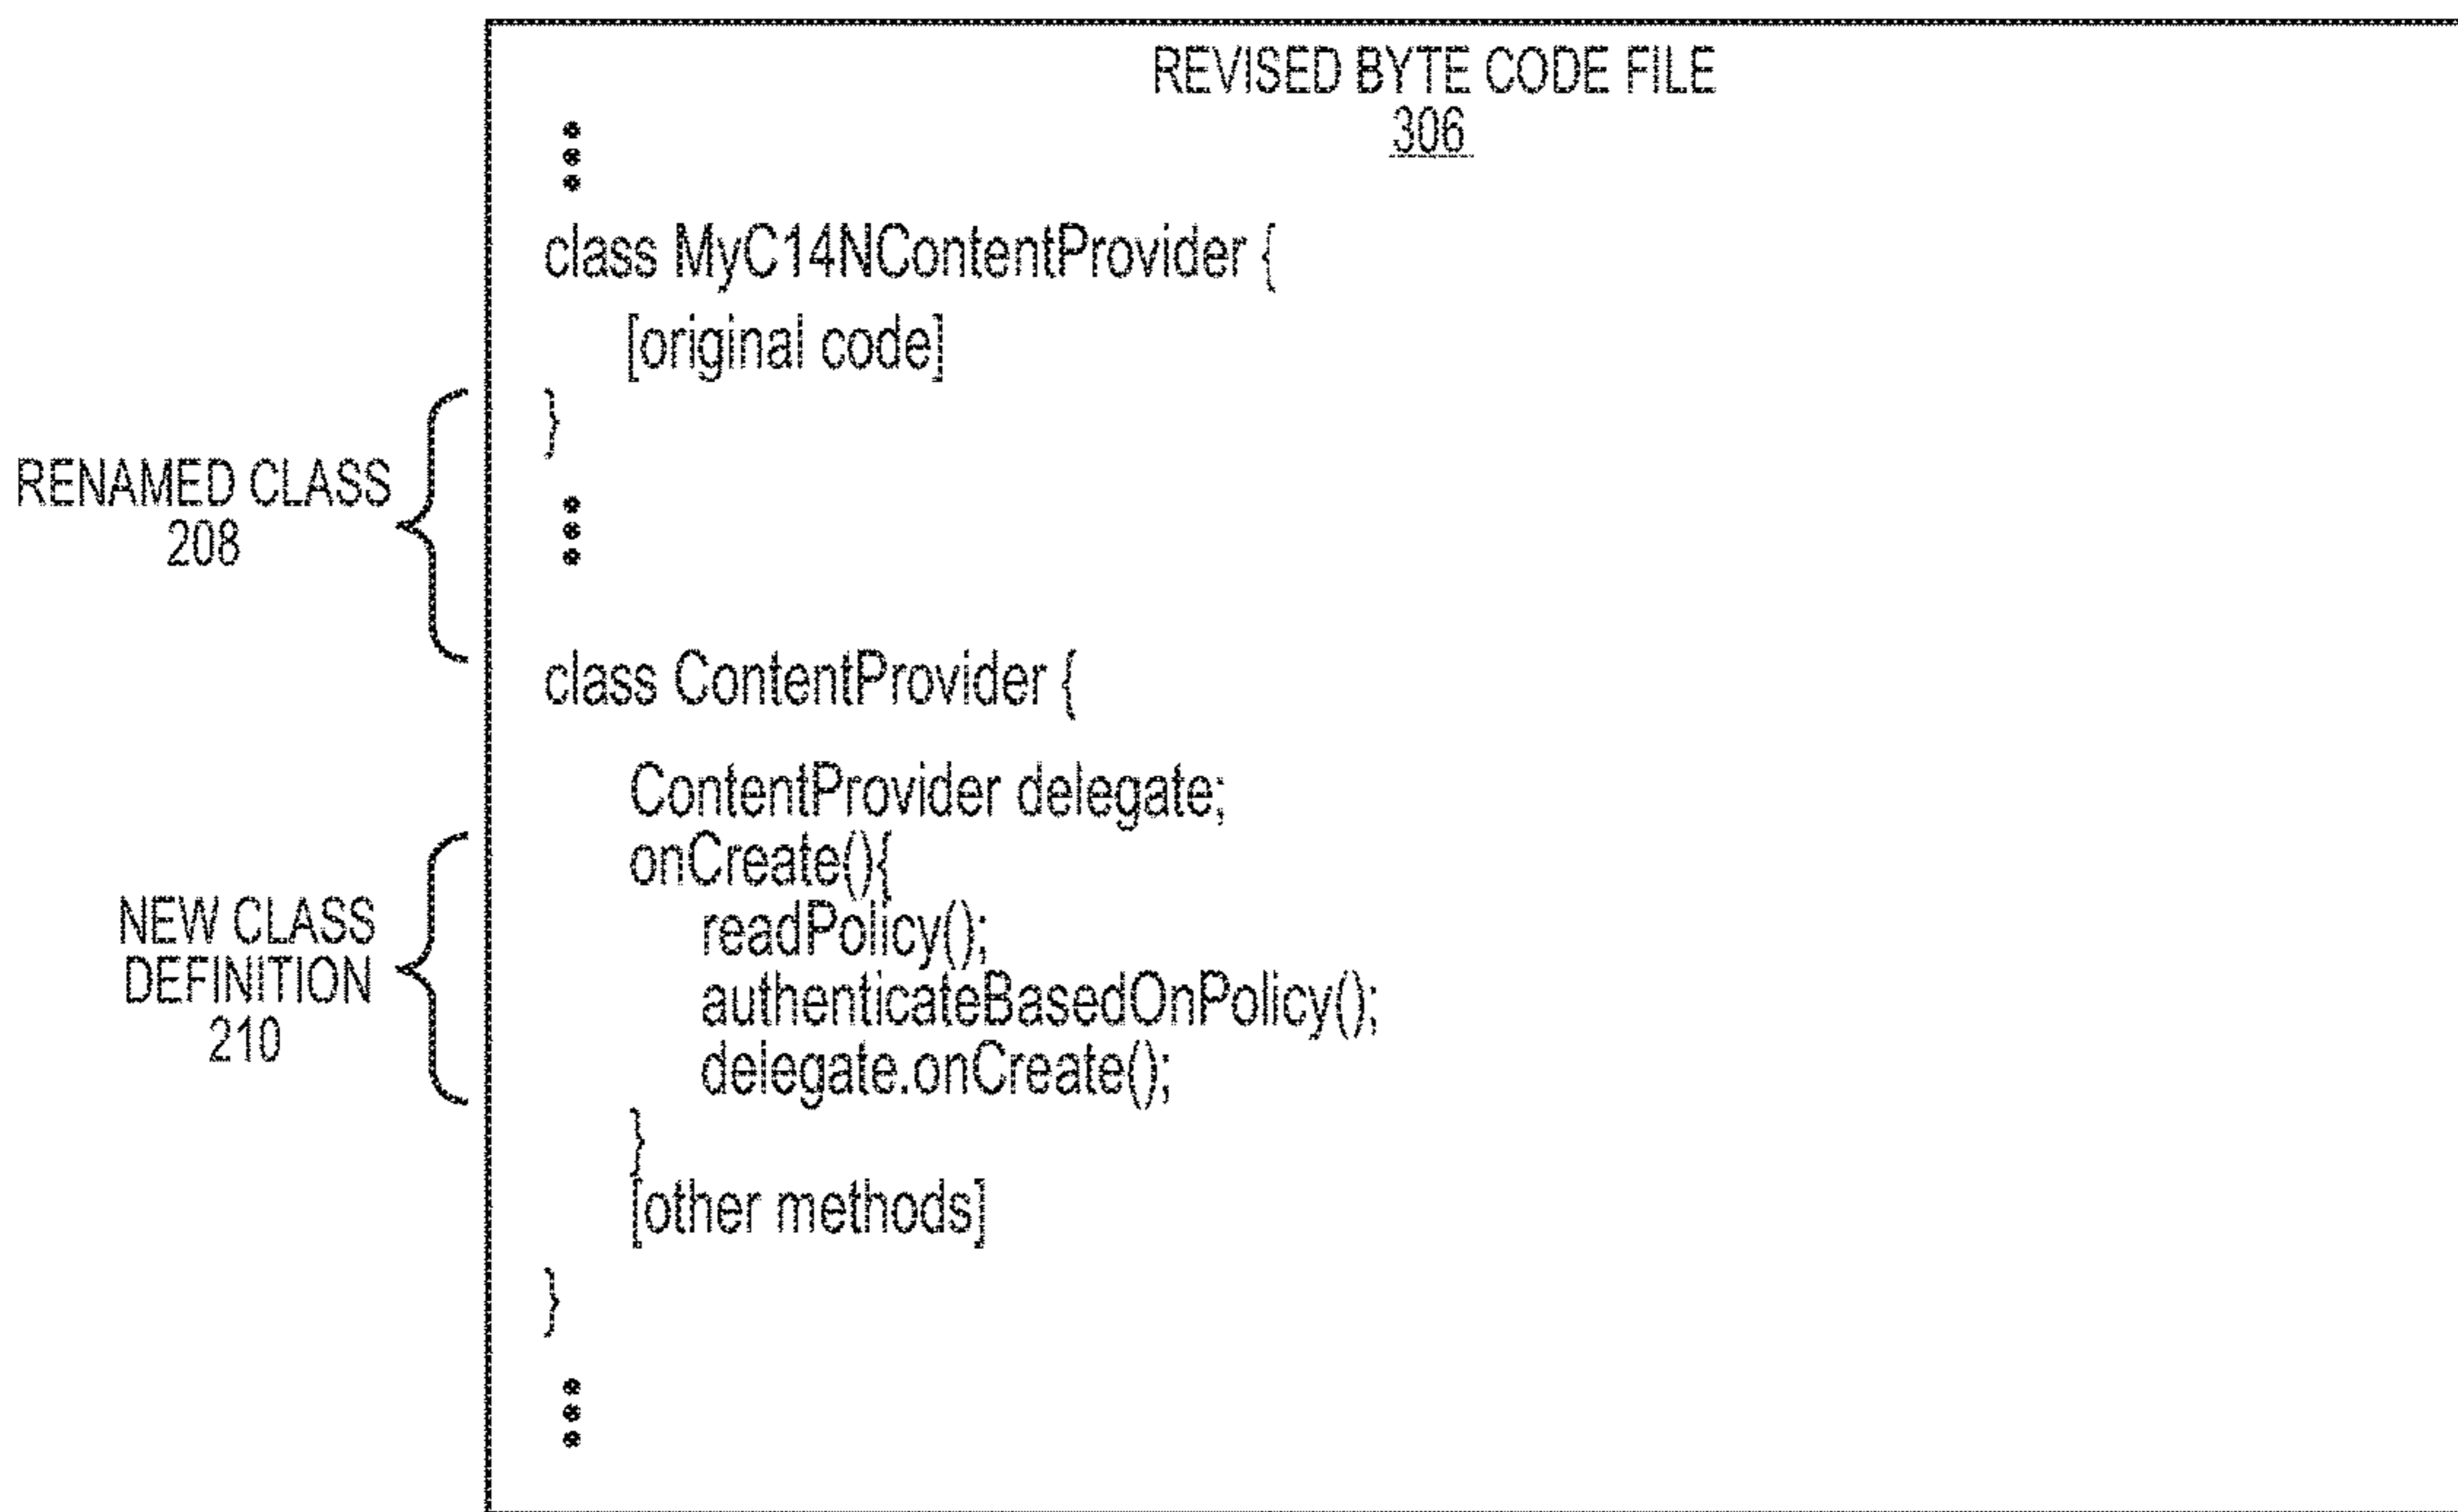 REVISED BYTE CODE FILE
306
class MyC14NContentProvider {
[original code]
}
RENAMED CLASS
208
class ContentProvider {
ContentProvider delegate;
onCreate(){
readPolicy();
authenticateBasedOnPolicy();
delegate.onCreate();
}
NEW CLASS
DEFINITION
210
[other methods]
}